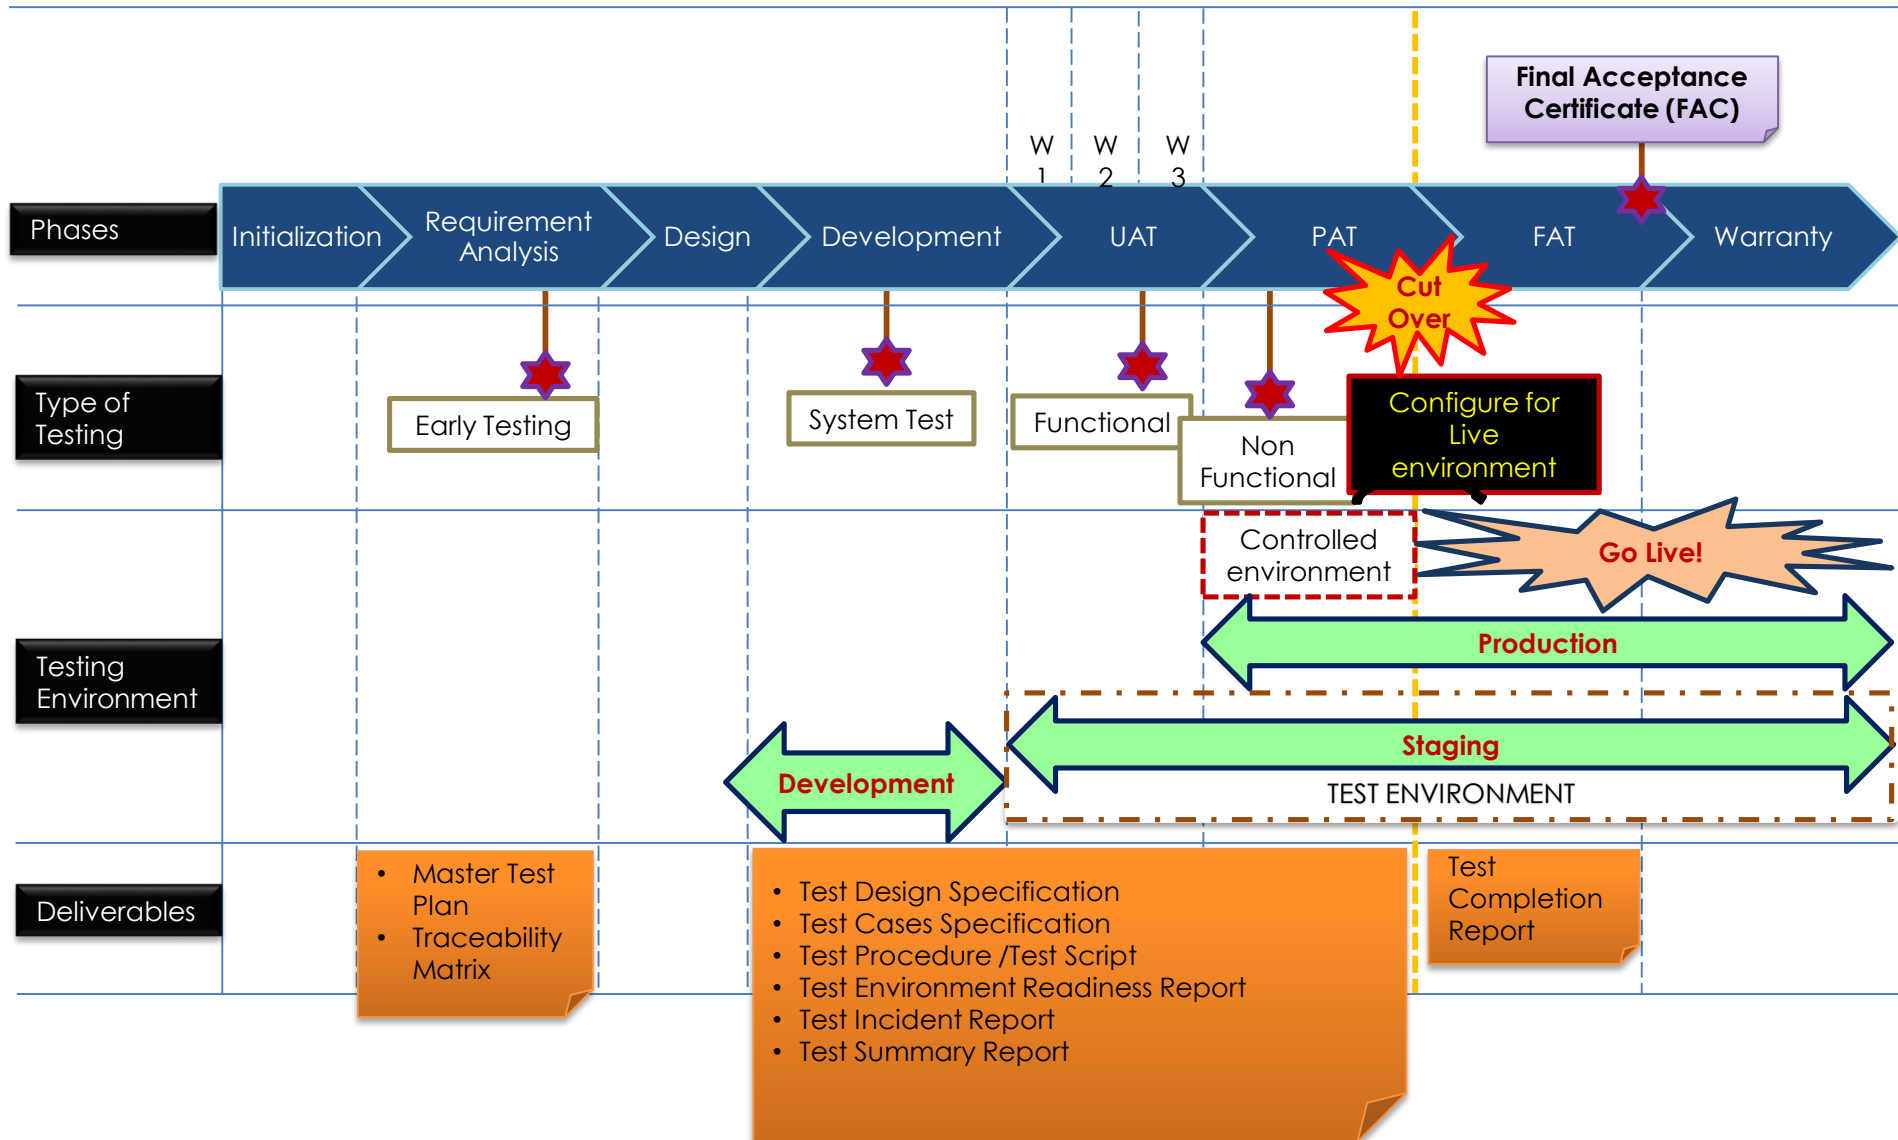 Final Acceptance
Certificate (FAC)
W
1
W
2
W
3
Phases
Initialization
Requirement
Analysis
Design
Development
UAT
PAT
FAT
Warranty
Cut
Over
Type of
Testing
Early Testing
System Test
Functional
Non
Functional
Configure for
Live
environment
Controlled
environment
Go Live!
Testing
Environment
Production
Staging
Development
TEST ENVIRONMENT
Deliverables
• Master Test
Plan
• Traceability
Matrix
• Test Design Specification
• Test Cases Specification
• Test Procedure /Test Script
• Test Environment Readiness Report
• Test Incident Report
• Test Summary Report
Test
Completion
Report